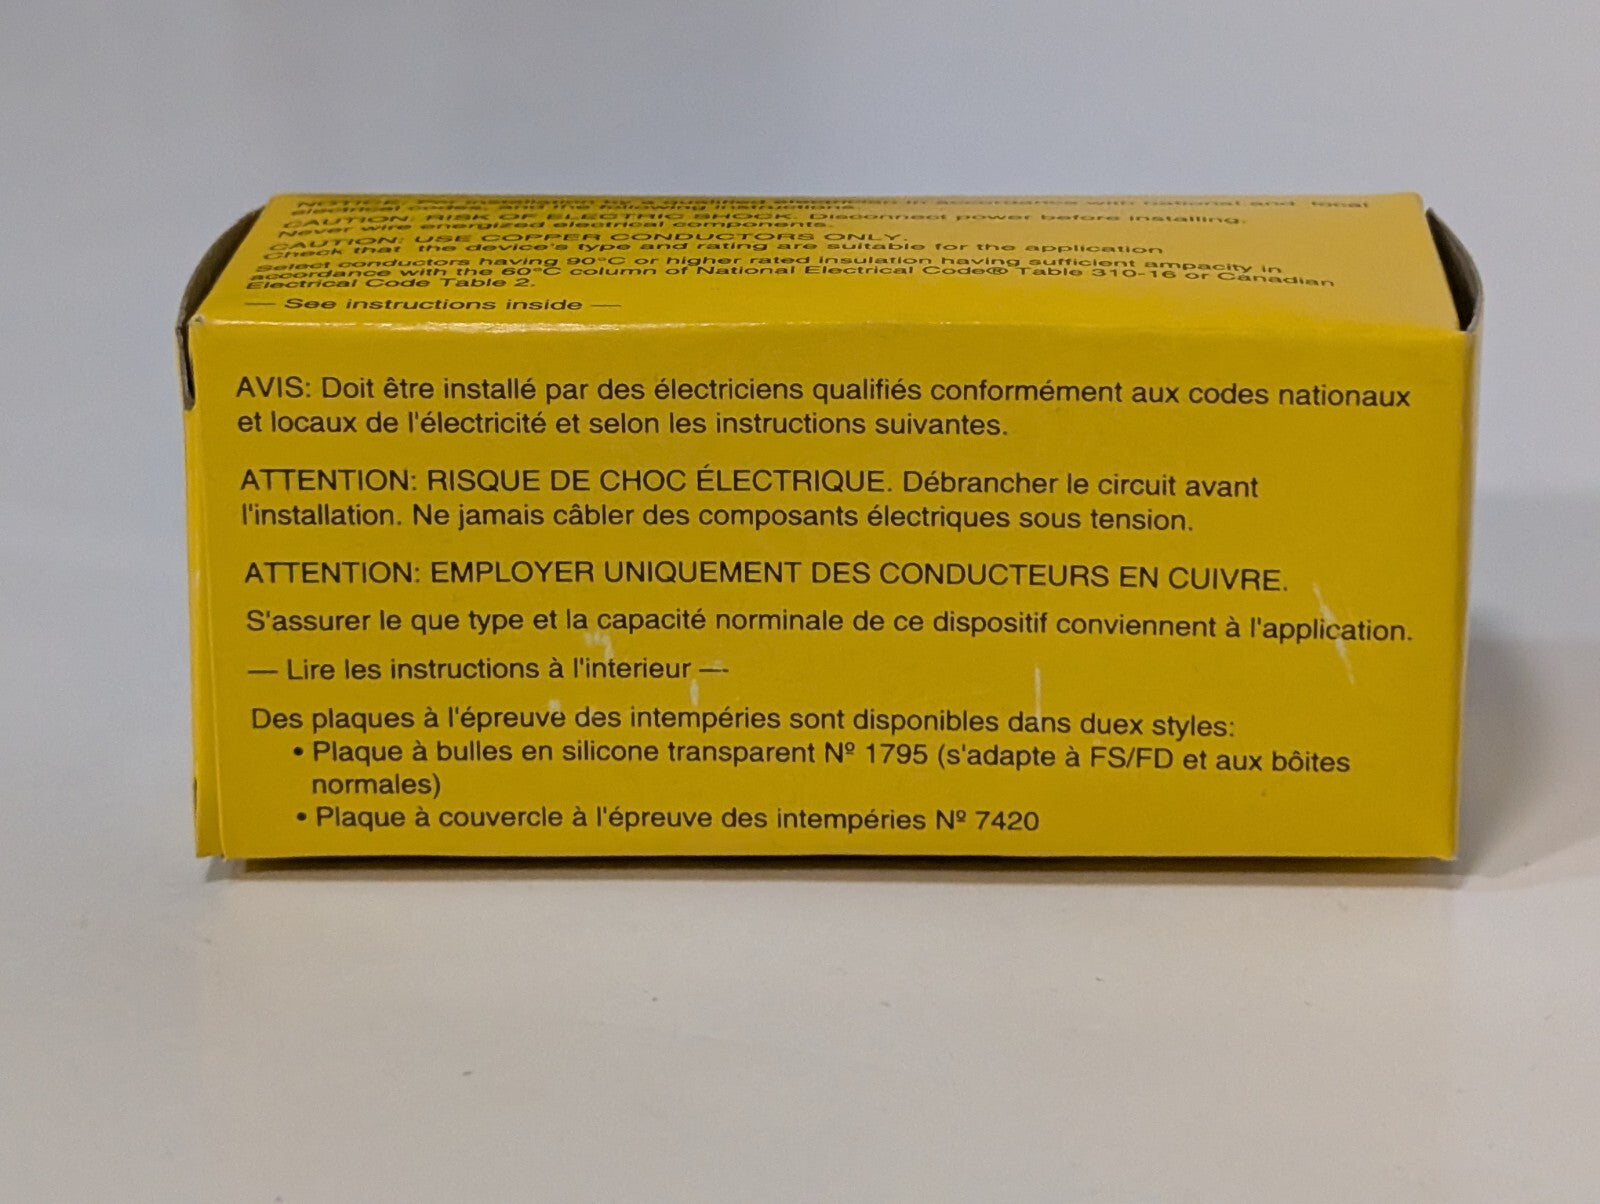 NOTICE: For installation by a qualified electrician in accordance with national and local
electrical codes, and the following instructions.
CAUTION: RISK OF ELECTRIC SHOCK. Disconnect power before installing.
Never wire energized electrical components.
CAUTION: USE COPPER CONDUCTORS ONLY.
Check that the device's type and rating are suitable for the application
Select conductors having 90°C or higher rated insulation having sufficient ampacity in
accordance with the 60°C column of National Electrical Code® Table 310-16 or Canadian
Electrical Code Table 2.
— See instructions inside —
AVIS: Doit être installé par des électriciens qualifiés conformément aux codes nationaux
et locaux de l'électricité et selon les instructions suivantes.
ATTENTION: RISQUE DE CHOC ÉLECTRIQUE. Débrancher le circuit avant
l'installation. Ne jamais câbler des composants électriques sous tension.
ATTENTION: EMPLOYER UNIQUEMENT DES CONDUCTEURS EN CUIVRE.
S'assurer le que type et la capacité norminale de ce dispositif conviennent à l'application.
— Lire les instructions à l'interieur —
Des plaques à l'épreuve des intempéries sont disponibles dans duex styles:
• Plaque à bulles en silicone transparent Nº 1795 (s'adapte à FS/FD et aux bôites
normales)
• Plaque à couvercle à l'épreuve des intempéries Nº 7420